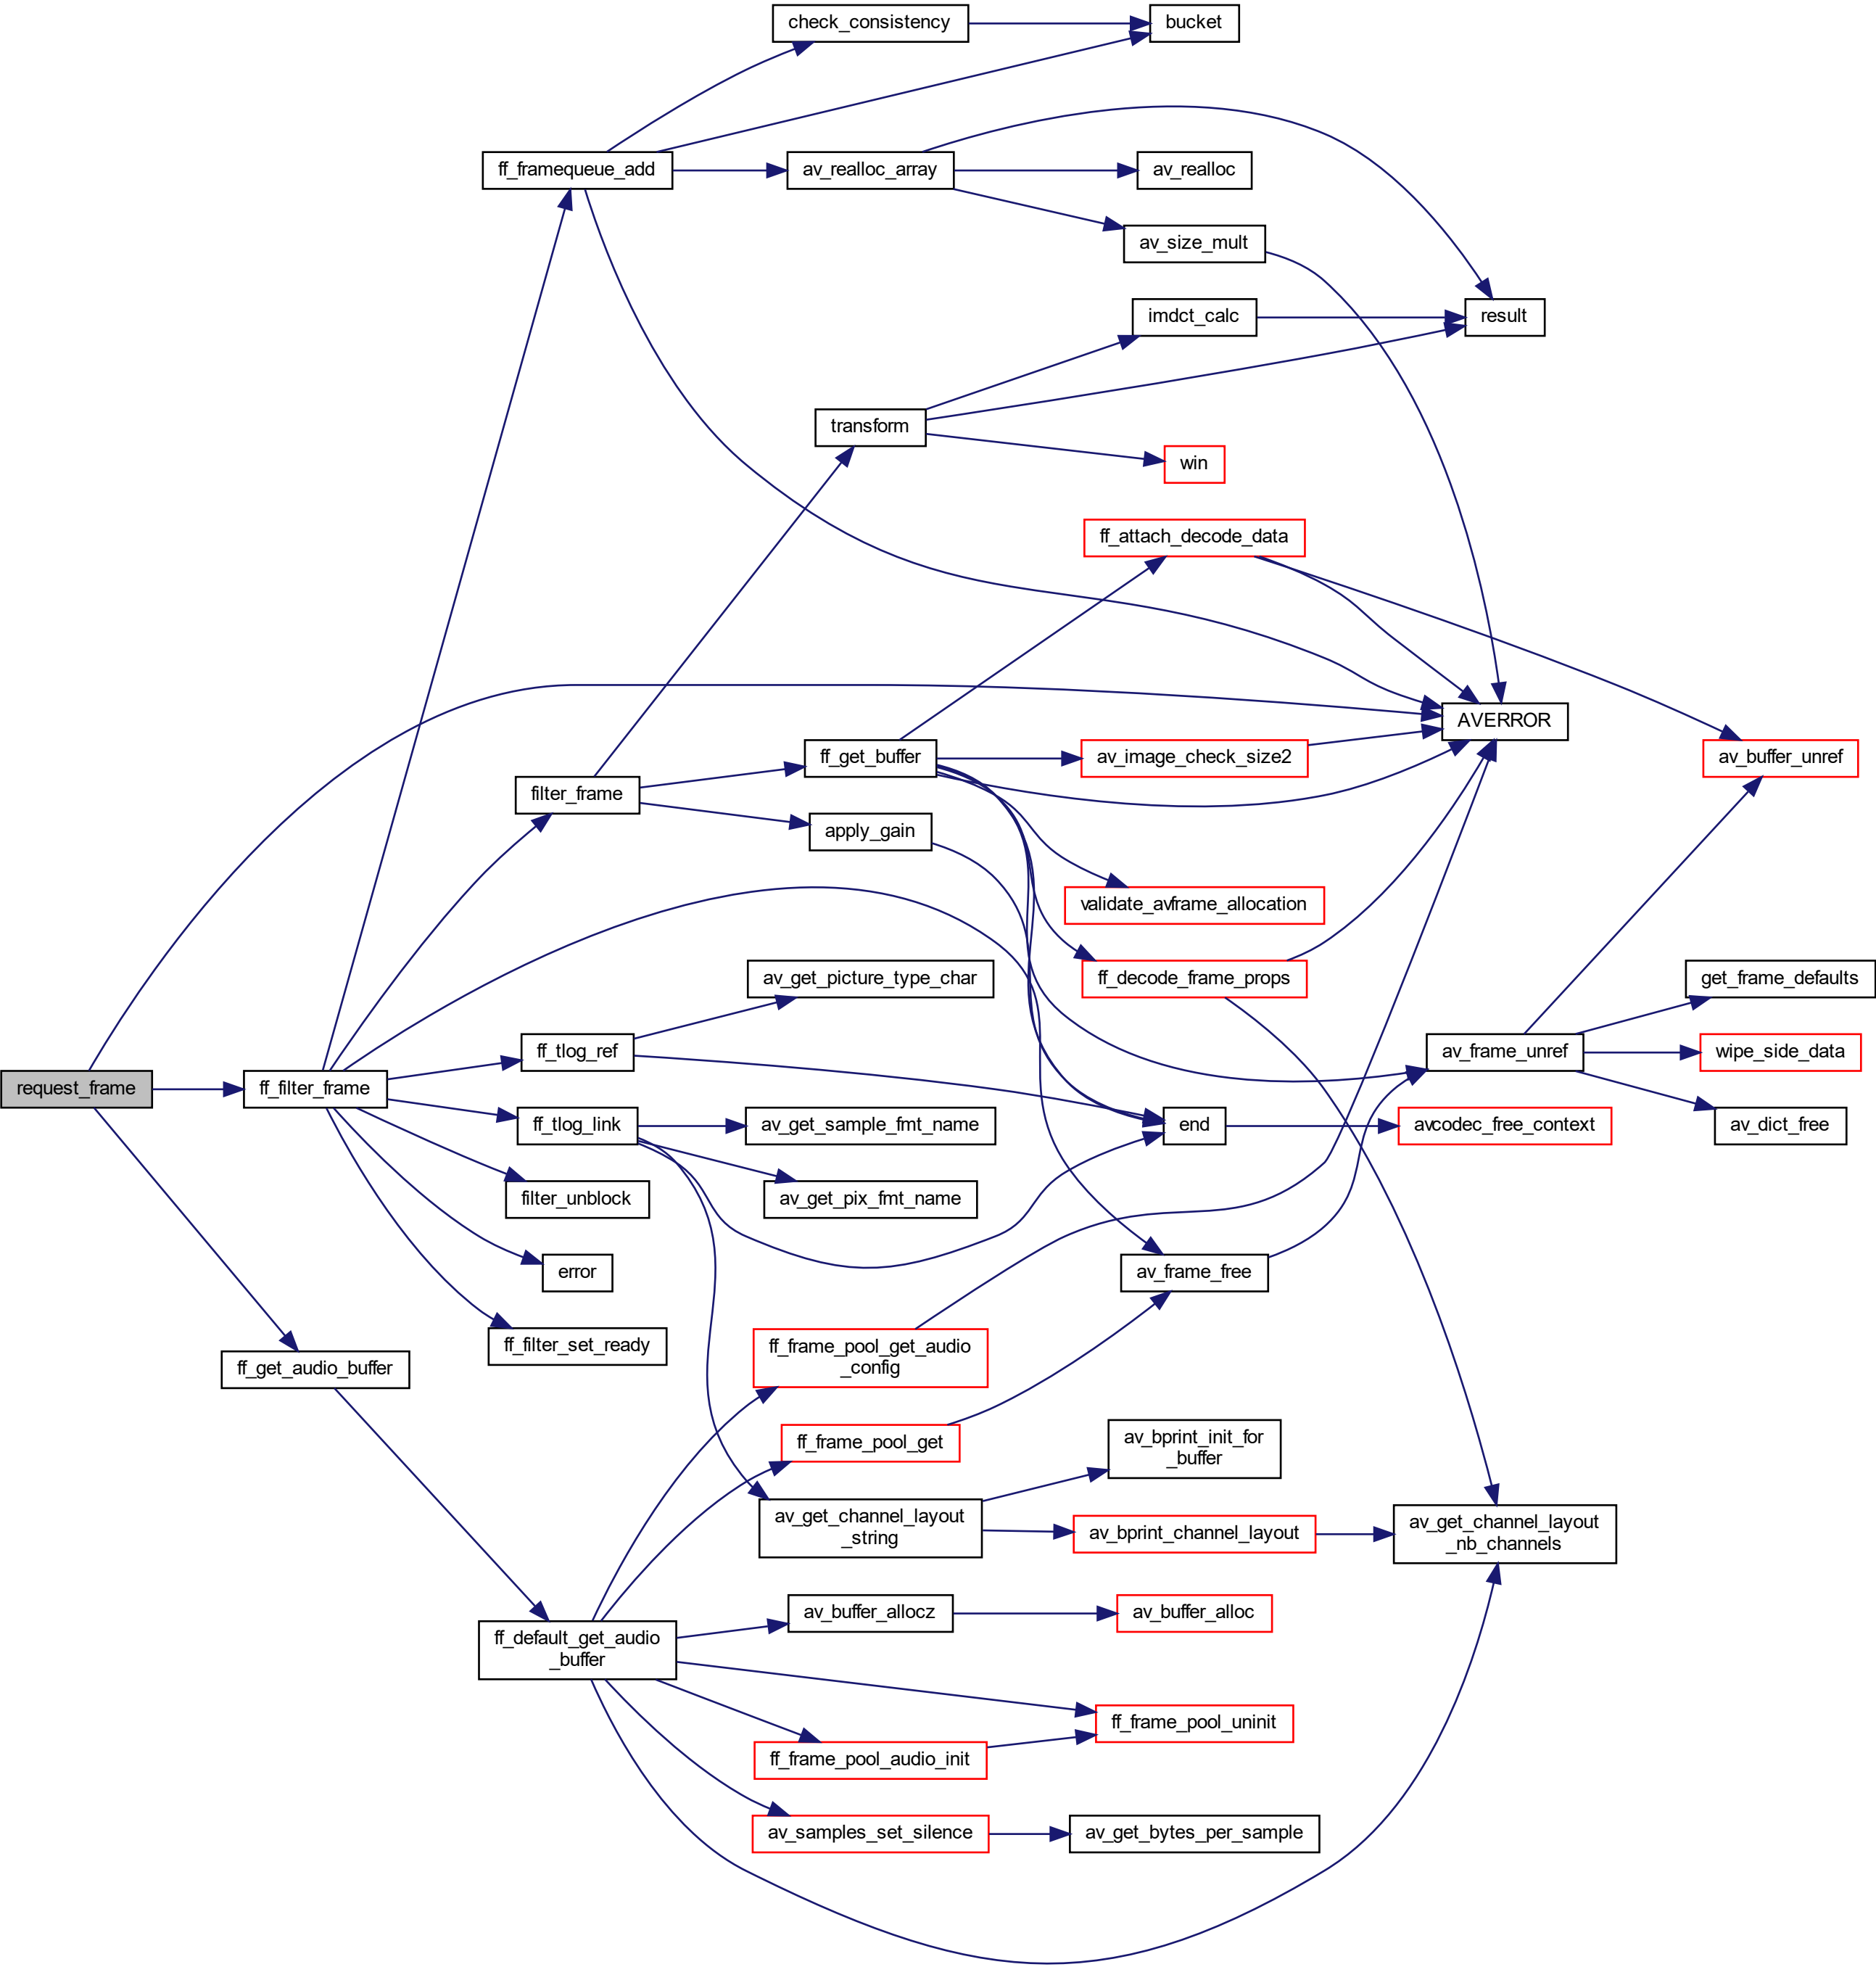 check_consistency
bucket
ff_framequeue_add
av_realloc_array
av_realloc
av_size_mult
imdct_calc
result
transform
win
ff_attach_decode_data
AVERROR
ff_get_buffer
av_image_check_size2
av_buffer_unref
filter_frame
apply_gain
validate_avframe_allocation
av_get_picture_type_char
ff_decode_frame_props
get_frame_defaults
ff_tlog_ref
av_frame_unref
wipe_side_data
request_frame
ff_filter_frame
ff_tlog_link
av_get_sample_fmt_name
end
avcodec_free_context
av_dict_free
filter_unblock
av_get_pix_fmt_name
error
av_frame_free
ff_filter_set_ready
ff_frame_pool_get_audio
_config
ff_get_audio_buffer
ff_frame_pool_get
av_bprint_init_for
_buffer
av_get_channel_layout
_string
av_bprint_channel_layout
av_get_channel_layout
_nb_channels
av_buffer_allocz
av_buffer_alloc
ff_default_get_audio
_buffer
ff_frame_pool_uninit
ff_frame_pool_audio_init
av_samples_set_silence
av_get_bytes_per_sample